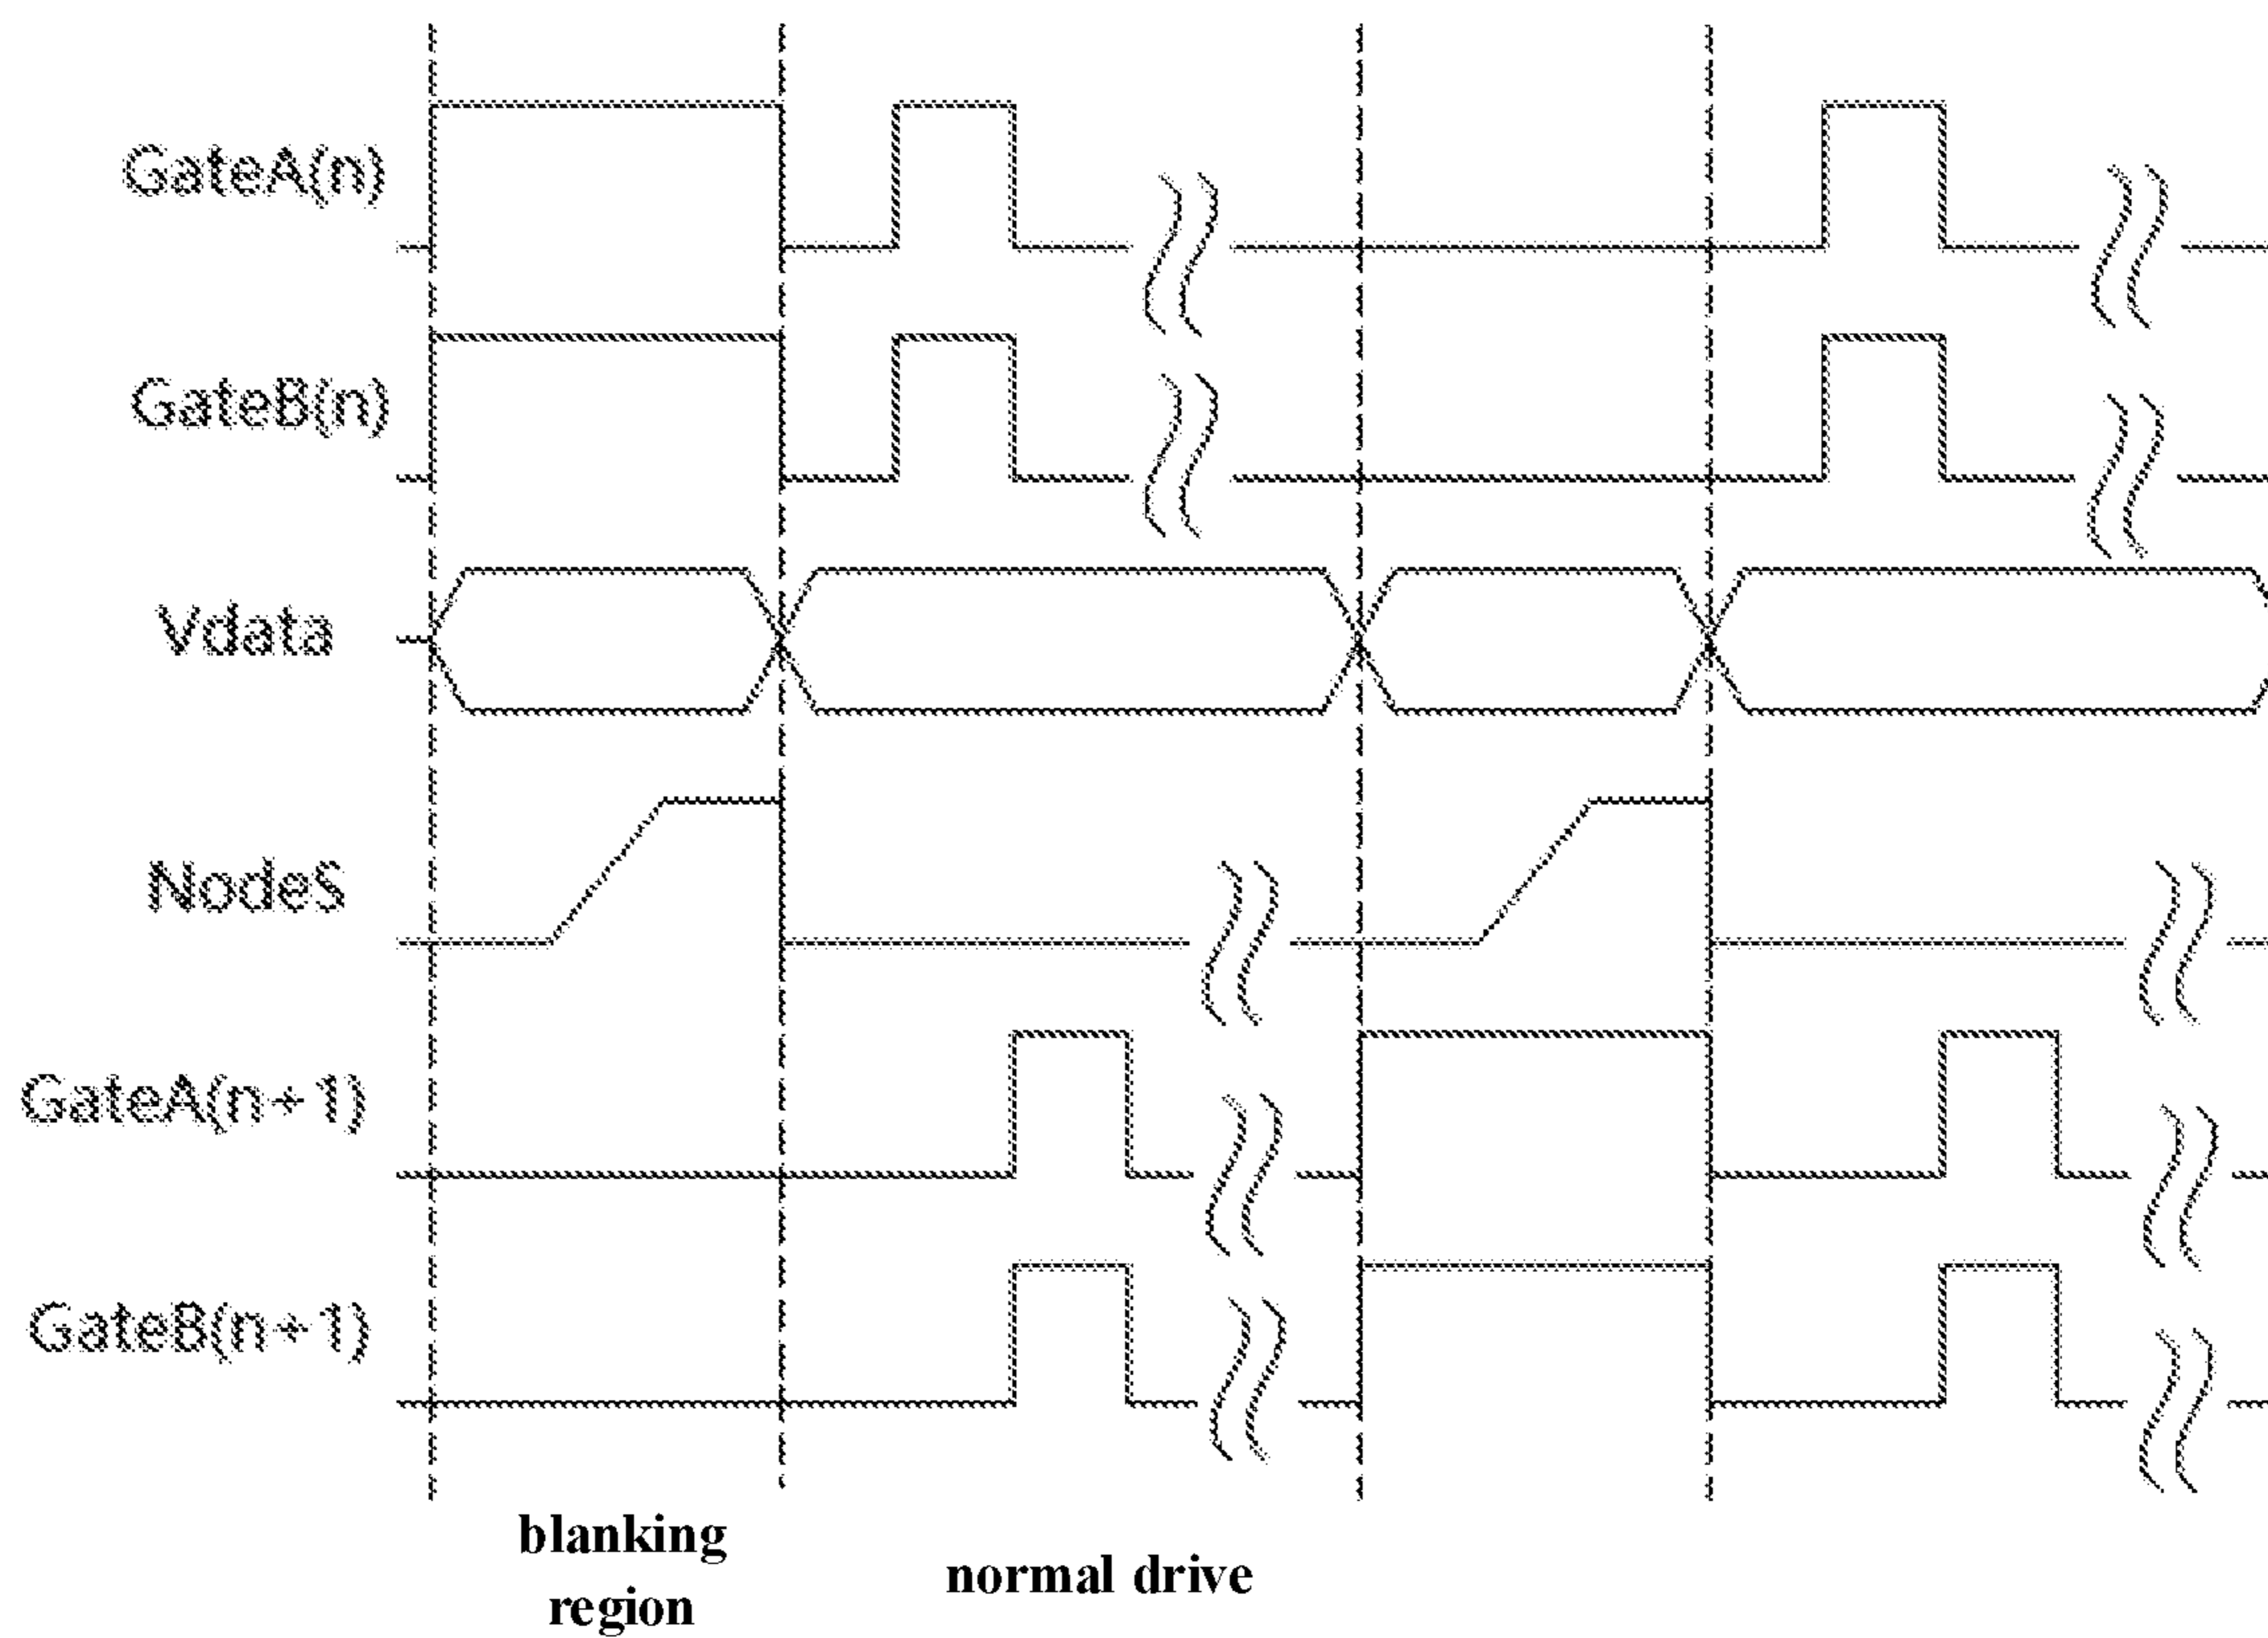 GateA(n)
GateB(n)
Vdata
NodeS
GateA(n+1)
GateB(n+1)
blanking
region
normal drive